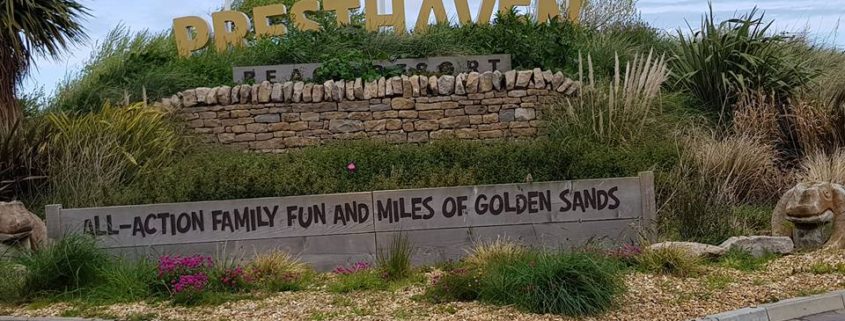 PRESTHAVEN
BEACH RESORT
ALL-ACTION FAMILY FUN AND MILES OF GOLDEN SANDS